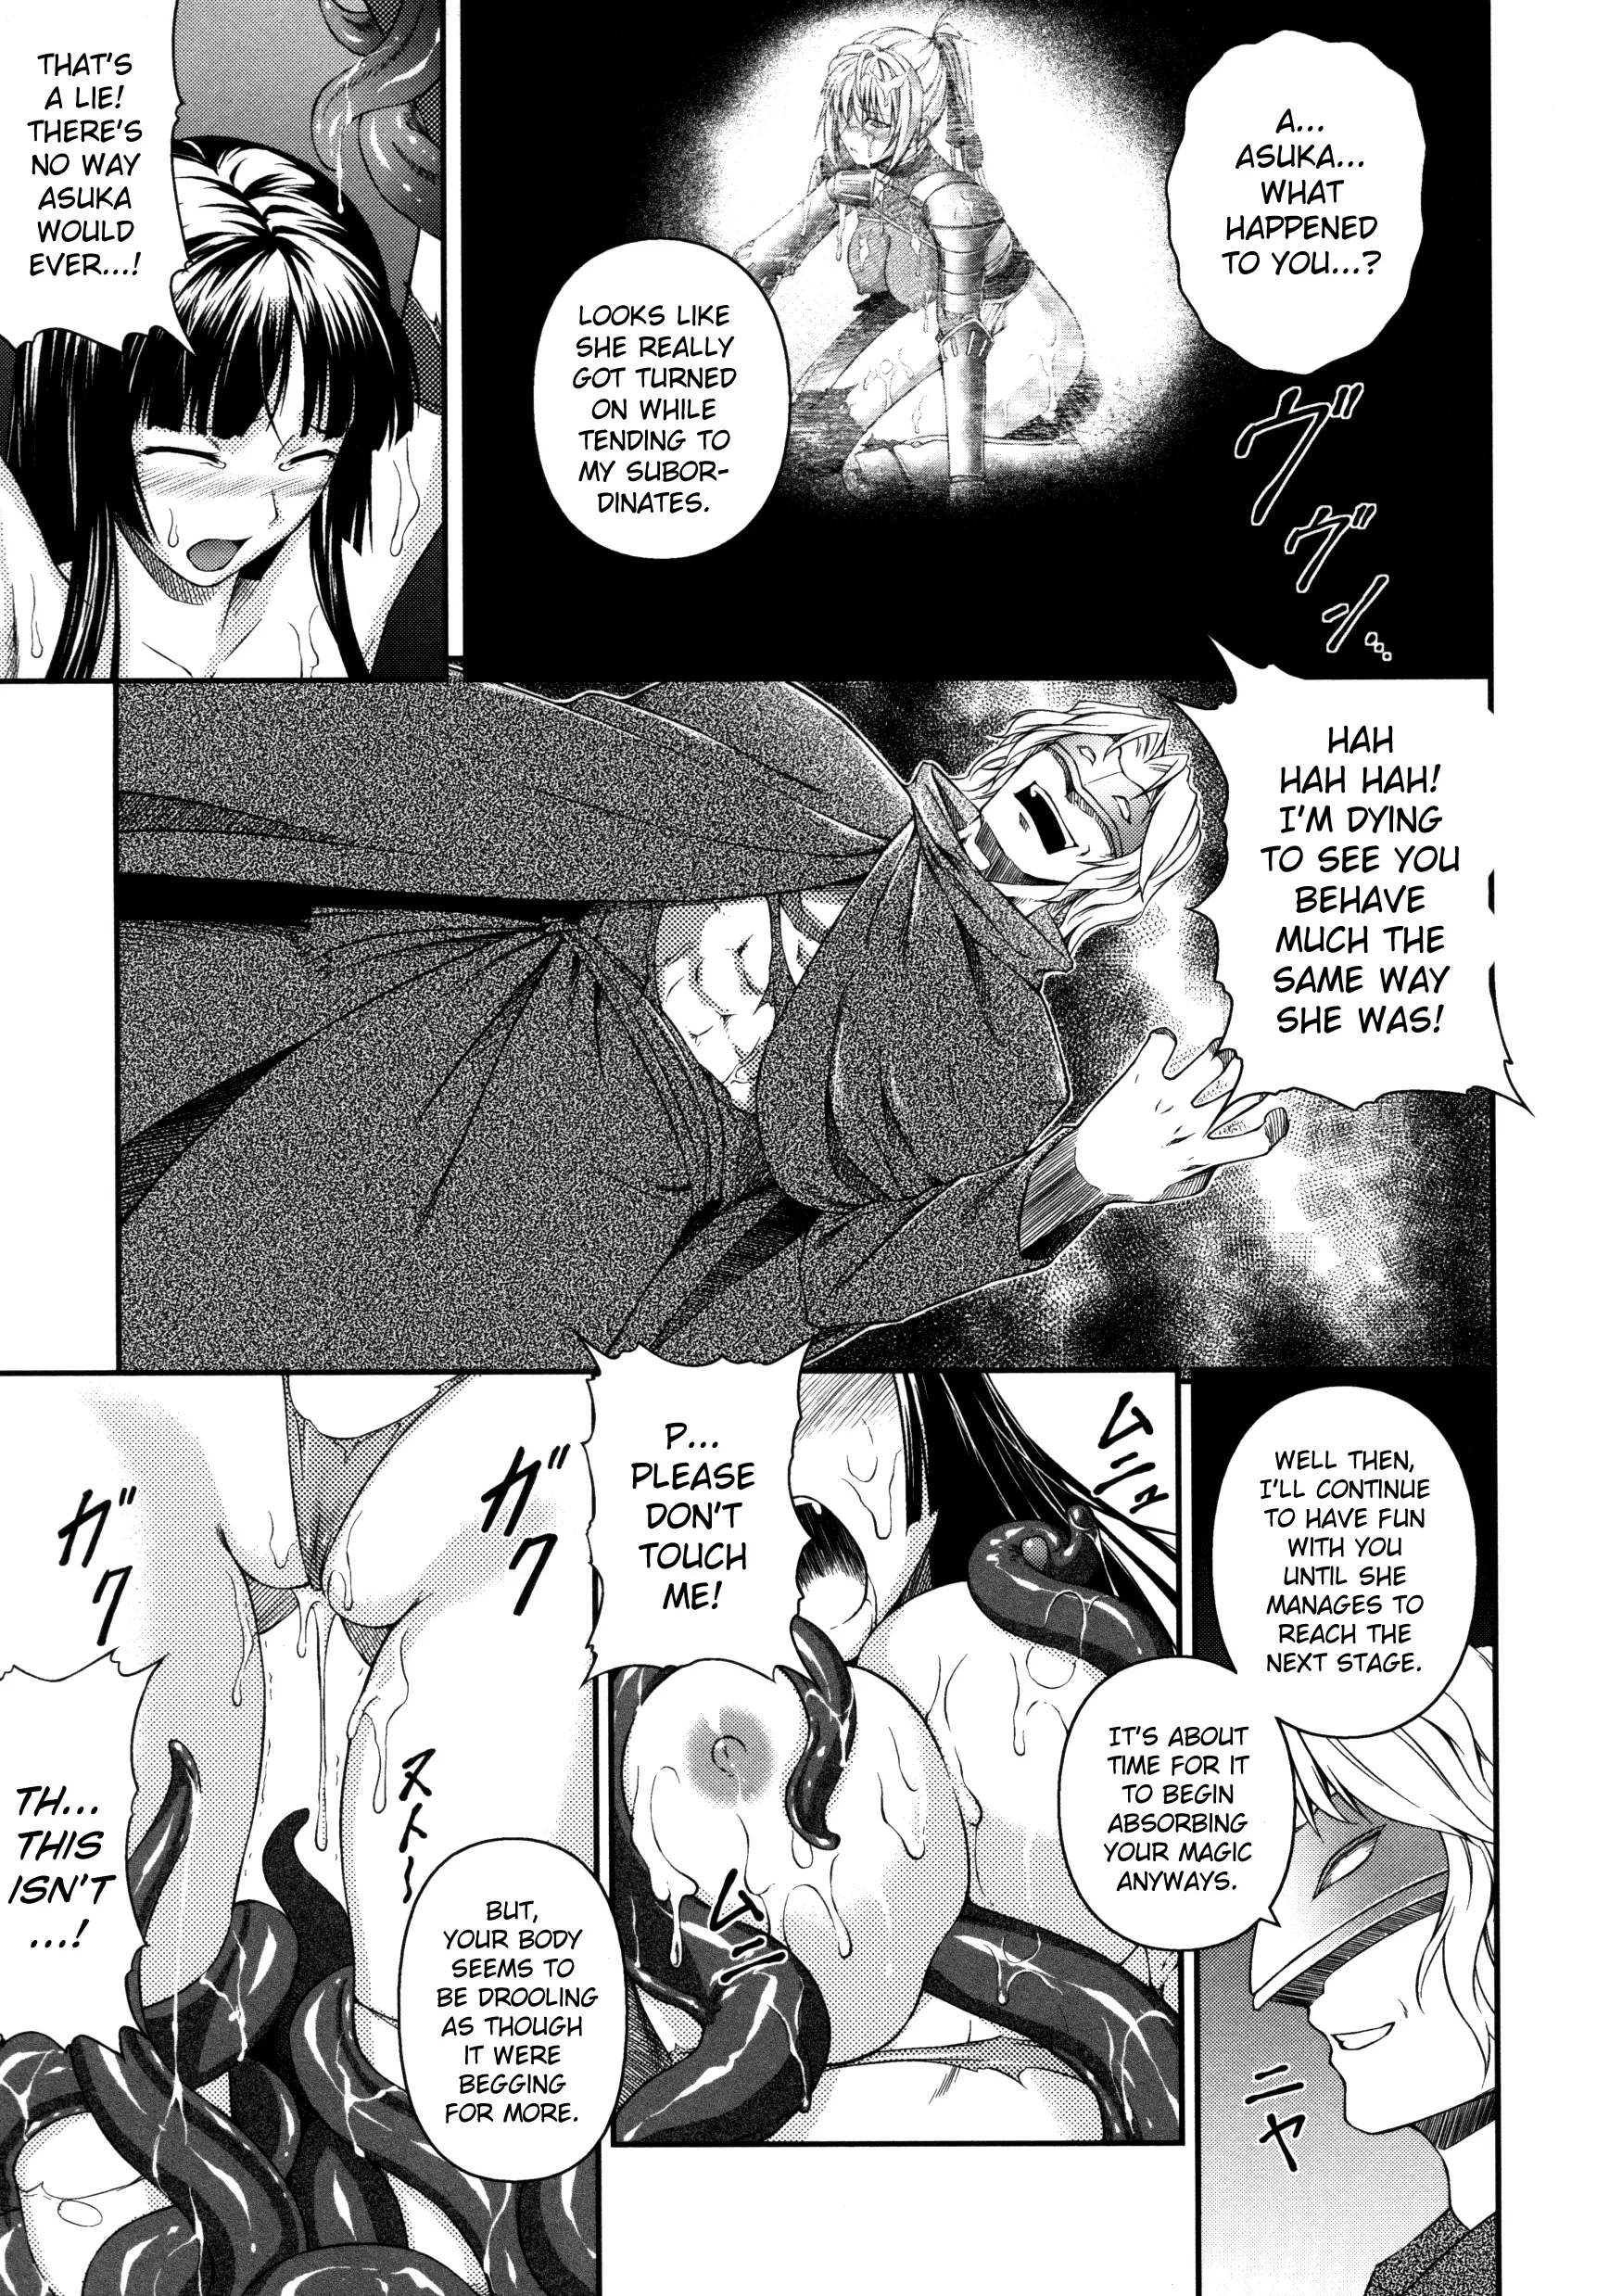 A...
ASUKA...
WHAT
HAPPENED
TO YOU...?
LOOKS LIKE
SHE REALLY
GOT TURNED
ON WHILE
TENDING TO
MY SUBOR-
DINATES.
ヴヴ
ヴヴ
ン...
THAT'S
A LIE!
THERE'S
NO WAY
ASUKA
WOULD
EVER...!
HAH
HAH HAH!
I'M DYING
TO SEE YOU
BEHAVE
MUCH THE
SAME WAY
SHE WAS!
WELL THEN,
I'LL CONTINUE
TO HAVE FUN
WITH YOU
UNTIL SHE
MANAGES TO
REACH THE
NEXT STAGE.
IT'S ABOUT
TIME FOR IT
TO BEGIN
ABSORBING
YOUR MAGIC
ANYWAYS.
ニヤ
ムニュ
P...
PLEASE
DON'T
TOUCH
ME!
ムニ
ガク
ガク
ヌト～
BUT,
YOUR BODY
SEEMS TO
BE DROOLING
AS THOUGH
IT WERE
BEGGING
FOR MORE.
TH...
THIS
ISN'T
...!